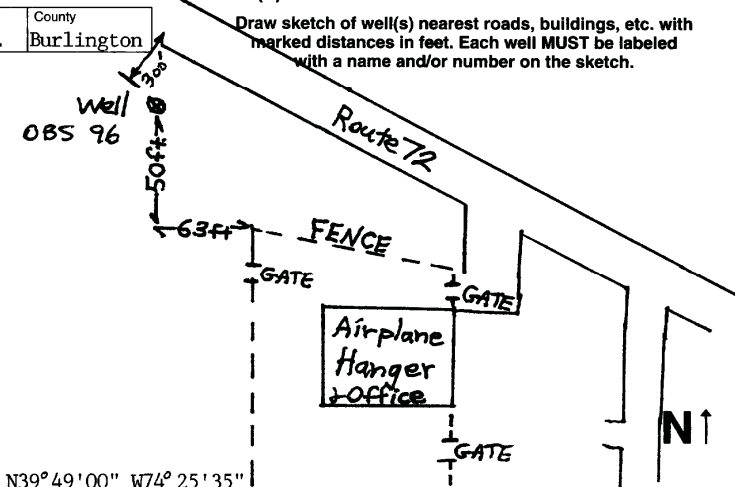 County
Burlington
Draw sketch of well(s) nearest roads, buildings, etc. with
marked distances in feet. Each well MUST be labeled
with a name and/or number on the sketch.
300'
Well
OBS 96
Route 72
50ft
63ft
FENCE
GATE
GATE
Airplane
Hanger
+Office
N↑
GATE
N39°49'00" W74°25'35"